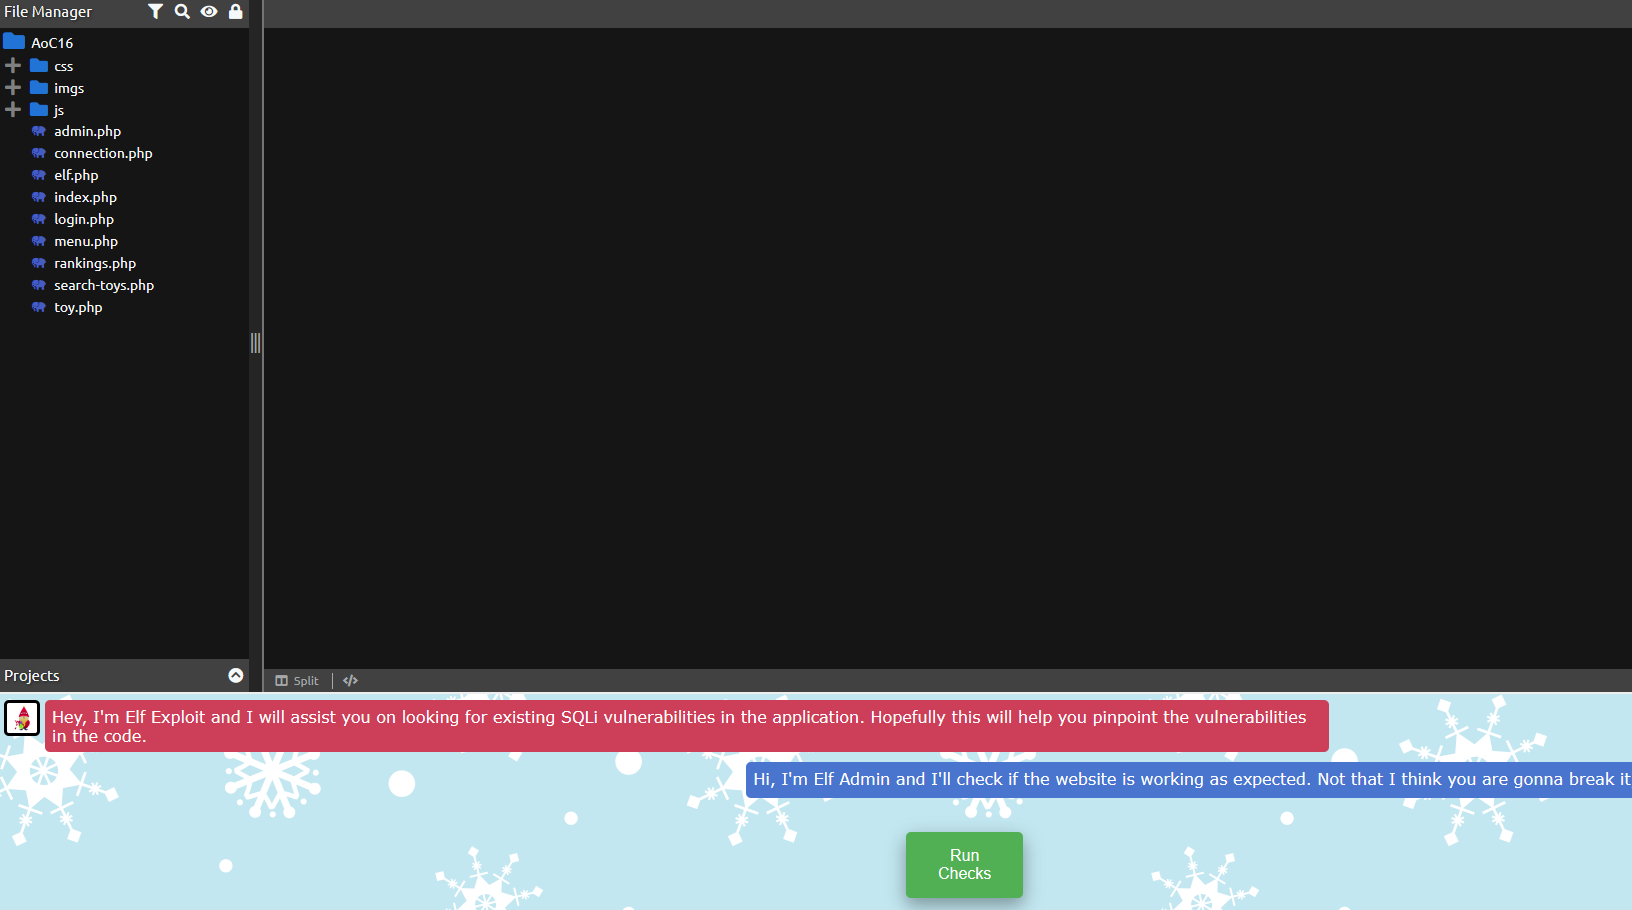 File Manager
AoC16
css
imgs
js
admin.php
connection.php
elf.php
index.php
login.php
menu.php
rankings.php
search-toys.php
toy.php
Projects
Split
Hey, I'm Elf Exploit and I will assist you on looking for existing SQLi vulnerabilities in the application. Hopefully this will help you pinpoint the vulnerabilities
in the code.
Hi, I'm Elf Admin and I'll check if the website is working as expected. Not that I think you are gonna break it
Run
Checks